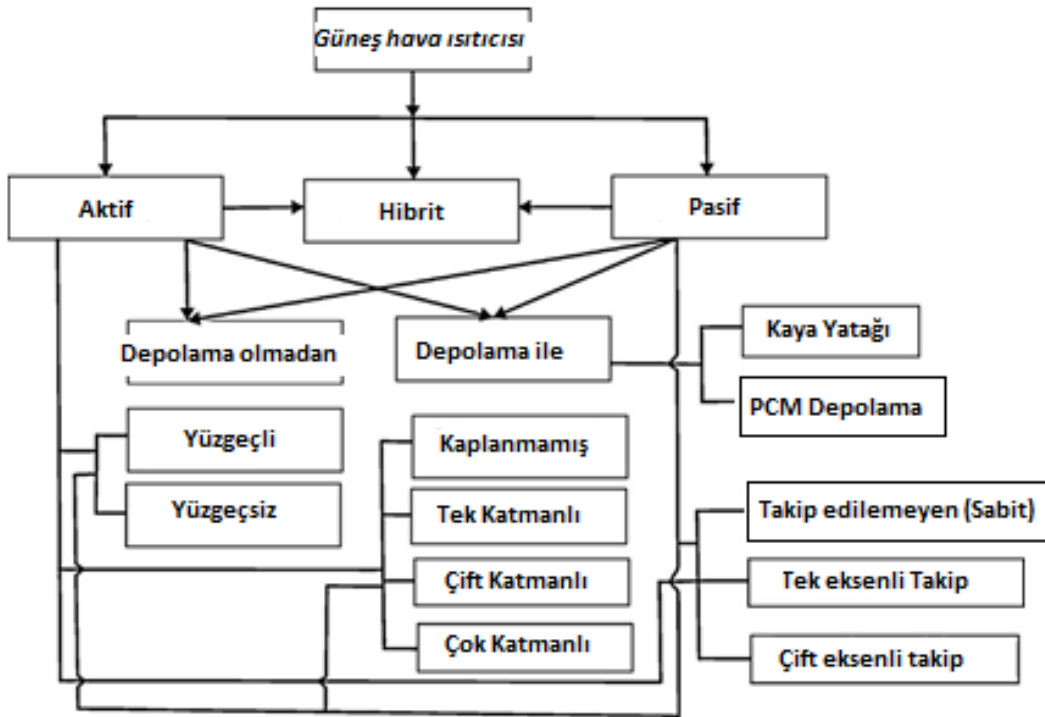 Güneş hava ısıtıcısı
Aktif
Hibrit
Pasif
Depolama olmadan
Depolama ile
Kaya Yatağı
PCM Depolama
Yüzgeçli
Yüzgeçsiz
Kaplanmamış
Tek Katmanlı
Çift Katmanlı
Çok Katmanlı
Takip edilemeyen (Sabit)
Tek eksenli Takip
Çift eksenli takip